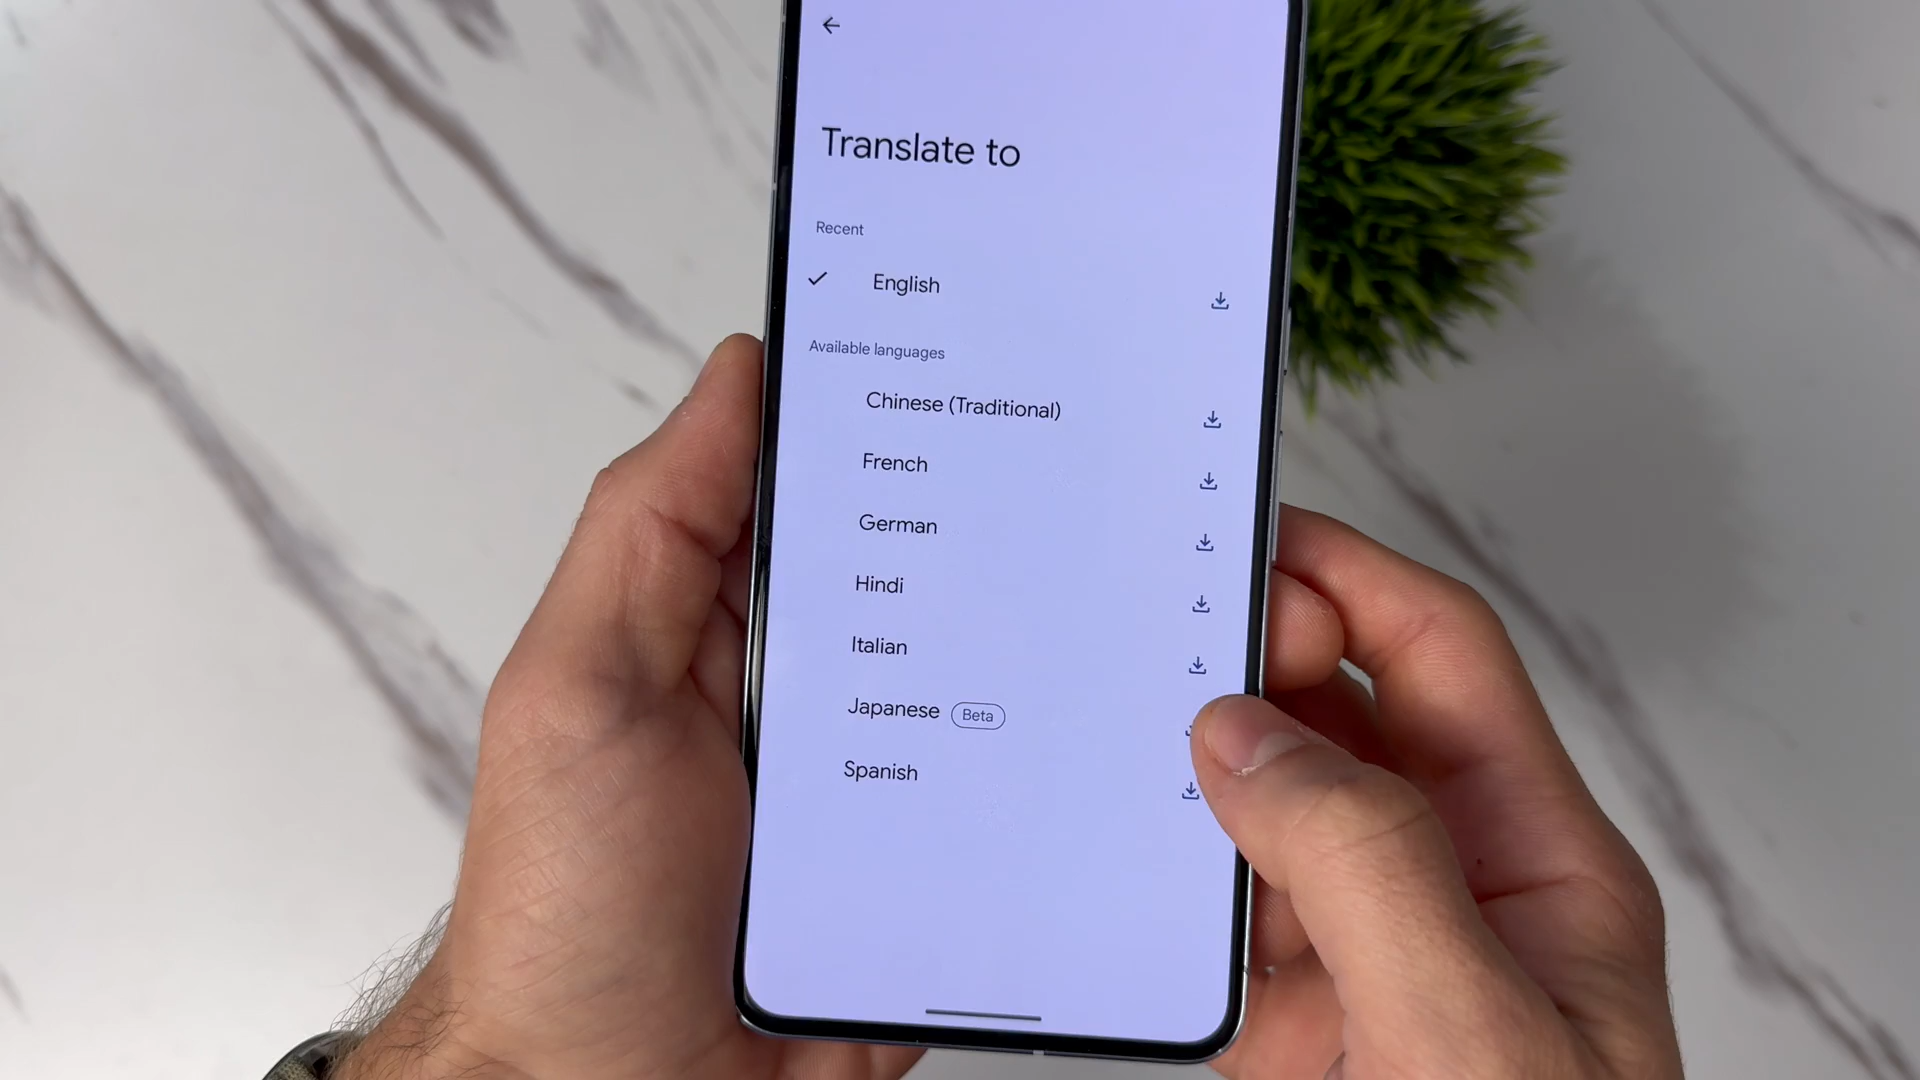 Translate to
Recent
English
Available languages
Chinese (Traditional)
French
German
Hindi
Italian
Japanese Beta
Spanish